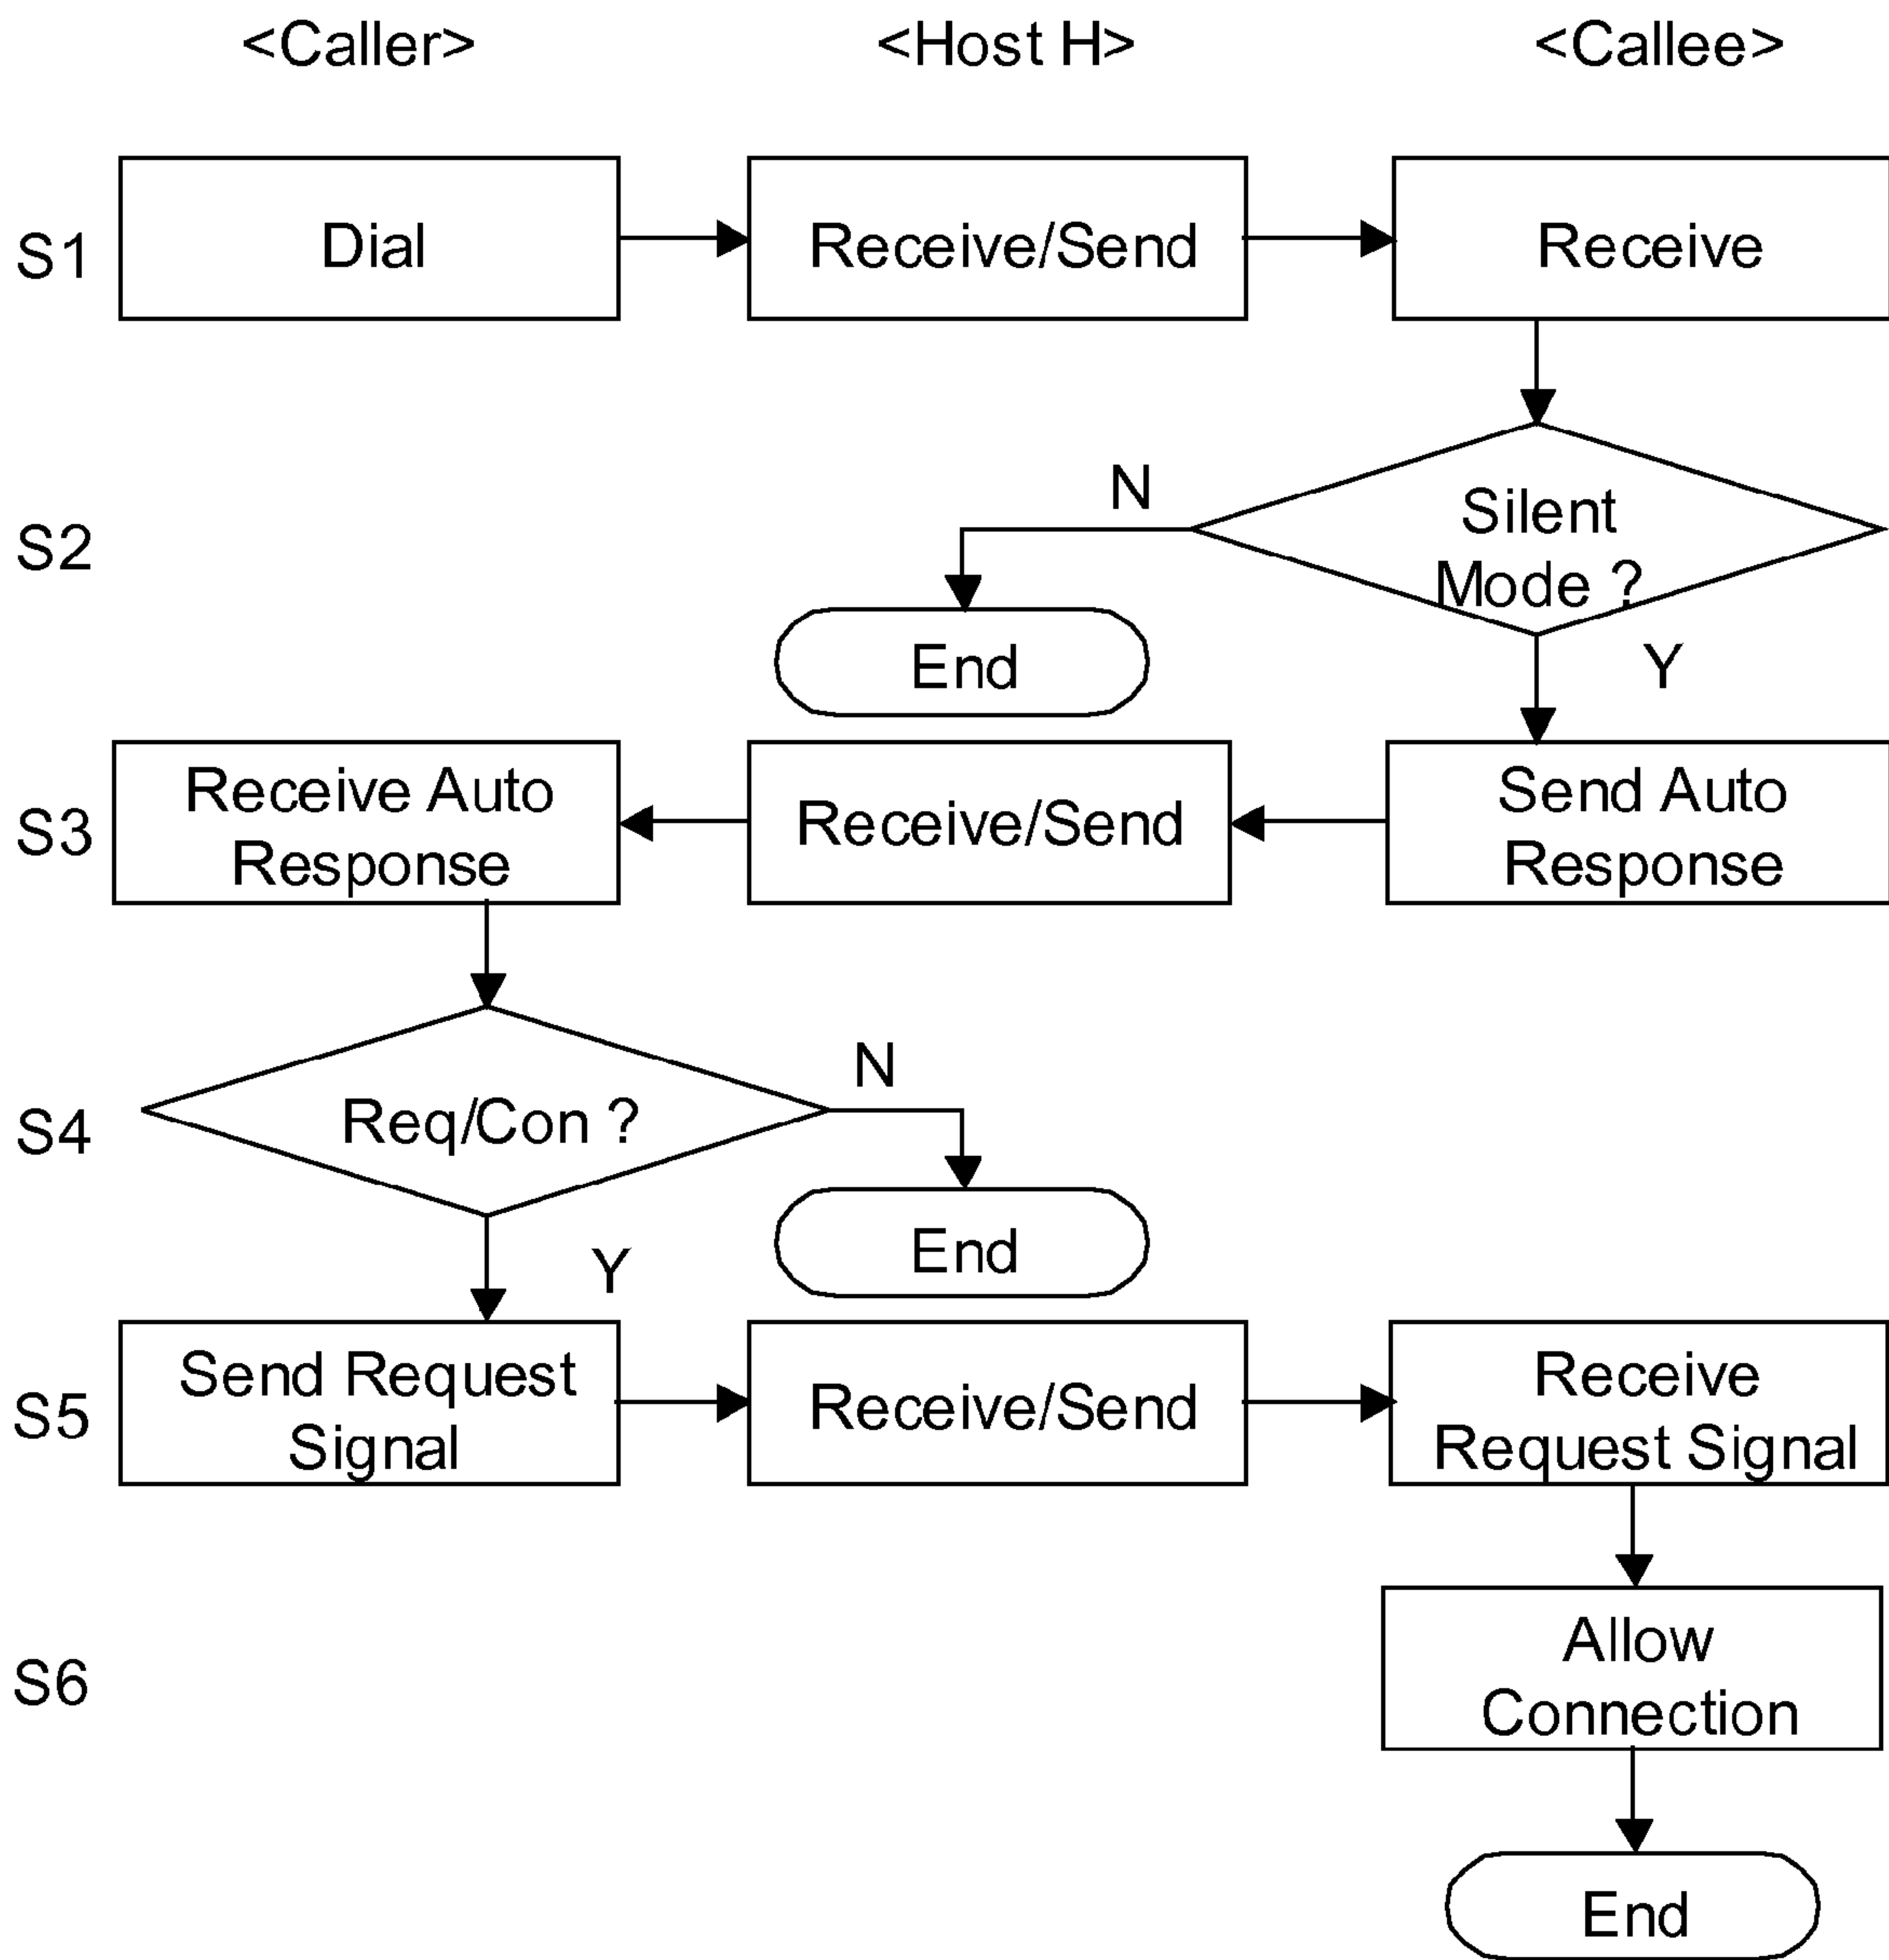 <Caller>
<Host H>
<Callee>
S1
Dial
Receive/Send
Receive
S2
N
Silent
Mode ?
End
Y
S3
Receive Auto
Response
Receive/Send
Send Auto
Response
S4
Req/Con ?
N
End
Y
S5
Send Request
Signal
Receive/Send
Receive
Request Signal
S6
Allow
Connection
End